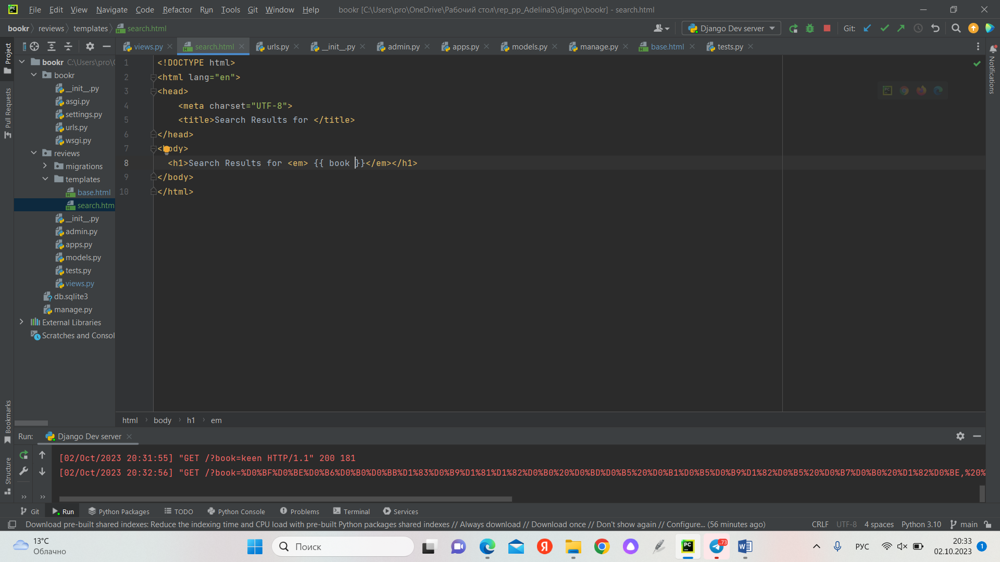 File Edit View Navigate Code Refactor Run Tools Git Window Help bookr [C:\Users\pro\OneDrive\Рабочий стол\rep_pp_AdelinaS\django\bookr] - search.html
bookr reviews templates search.html Django Dev server Git:
views.py search.html urls.py __init__.py admin.py apps.py models.py manage.py base.html tests.py
Project
Pull Requests
Bookmarks
Structure
Notifications
bookr C:\Users\pro\
bookr
__init__.py
asgi.py
settings.py
urls.py
wsgi.py
reviews
migrations
templates
base.html
search.htm
__init__.py
admin.py
apps.py
models.py
tests.py
views.py
db.sqlite3
manage.py
External Libraries
Scratches and Consol
1 <!DOCTYPE html>
2 <html lang="en">
3 <head>
4 <meta charset="UTF-8">
5 <title>Search Results for </title>
6 </head>
7 <body>
8 <h1>Search Results for <em> {{ book }}</em></h1>
9 </body>
10 </html>
html body h1 em
Run: Django Dev server
[02/Oct/2023 20:31:55] "GET /?book=keen HTTP/1.1" 200 181
[02/Oct/2023 20:32:56] "GET /?book=%D0%BF%D0%BE%D0%B6%D0%B0%D0%BB%D1%83%D0%B9%D1%81%D1%82%D0%B0%20%D0%BD%D0%B5%20%D0%B1%D0%B5%D0%B9%D1%82%D0%B5%20%D0%B7%D0%B0%20%D1%82%D0%BE,%20%
Git Run Python Packages TODO Python Console Problems Terminal Services
Download pre-built shared indexes: Reduce the indexing time and CPU load with pre-built Python packages shared indexes // Always download // Download once // Don't show again // Configure... (56 minutes ago) CRLF UTF-8 4 spaces Python 3.10 main
13°C
Облачно
Поиск
PC
..73
РУС
20:33
02.10.2023
1